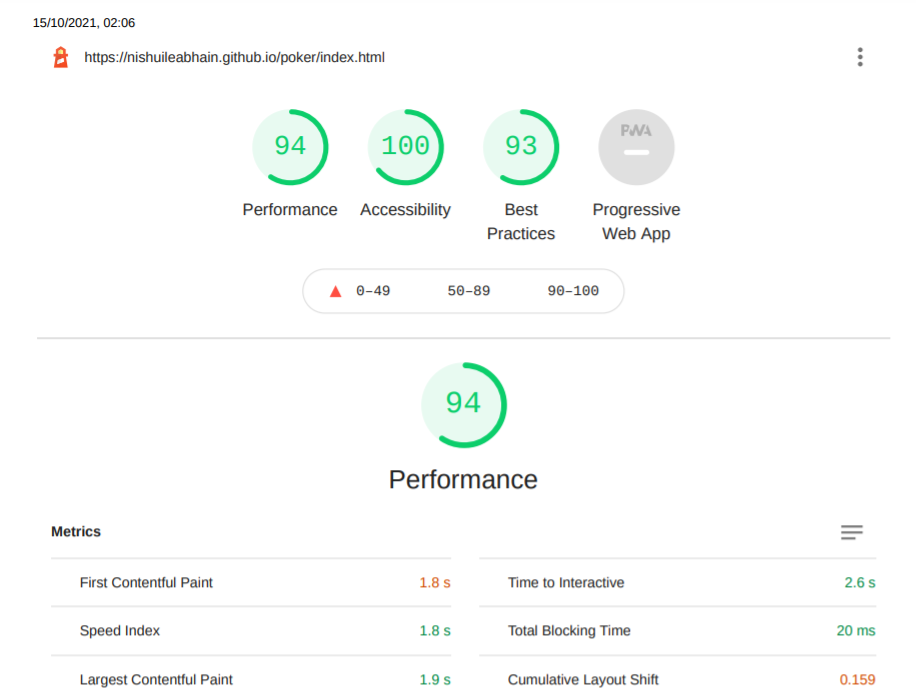 15/10/2021, 02:06
https://nishuileabhain.github.io/poker/index.html
94
100
93
PWA
Performance
Accessibility
Best
Practices
Progressive
Web App
0–49
50–89
90–100
94
Performance
Metrics
First Contentful Paint 1.8 s
Time to Interactive 2.6 s
Speed Index 1.8 s
Total Blocking Time 20 ms
Largest Contentful Paint 1.9 s
Cumulative Layout Shift 0.159